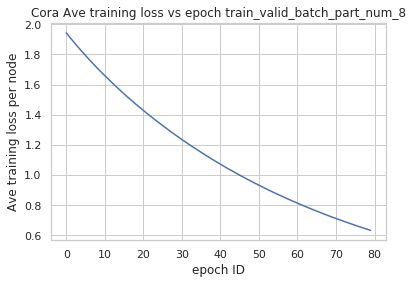 Cora Ave training loss vs epoch train_valid_batch_part_num_8
Ave training loss per node
2.0
1.8
1.6
1.4
1.2
1.0
0.8
0.6
0 10 20 30 40 50 60 70 80
epoch ID